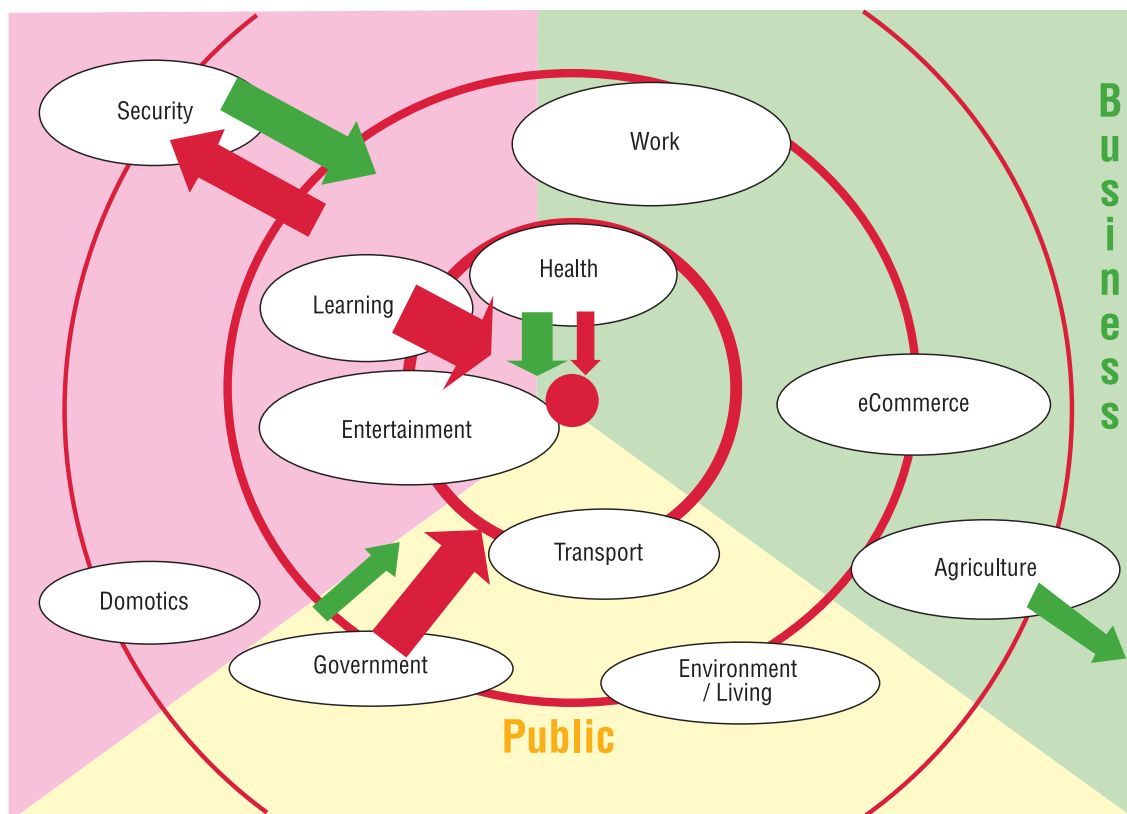 Security
Work
Business
Health
Learning
eCommerce
Entertainment
Transport
Agriculture
Domotics
Government
Environment
/ Living
Public